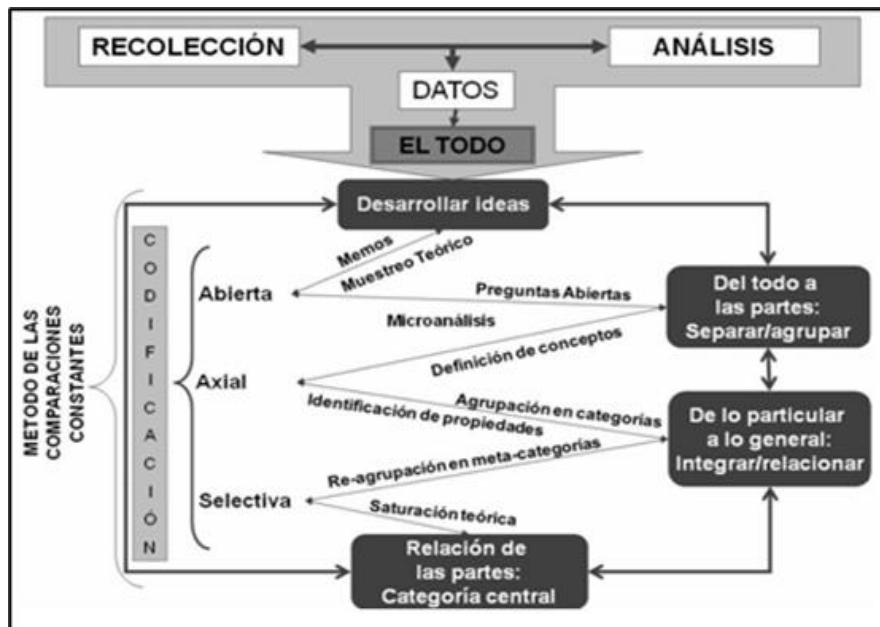 RECOLECCIÓN
ANÁLISIS
DATOS
EL TODO
Desarrollar ideas
METODO DE LAS
COMPARACIONES
CONSTANTES
CODIFICACIÓN
Memos
Muestreo Teórico
Abierta
Preguntas Abiertas
Microanálisis
Definición de conceptos
Del todo a
las partes:
Separar/agrupar
Axial
Agrupación en categorías
Identificación de propiedades
De lo particular
a lo general:
Integrar/relacionar
Re-agrupación en meta-categorías
Selectiva
Saturación teórica
Relación de
las partes:
Categoría central